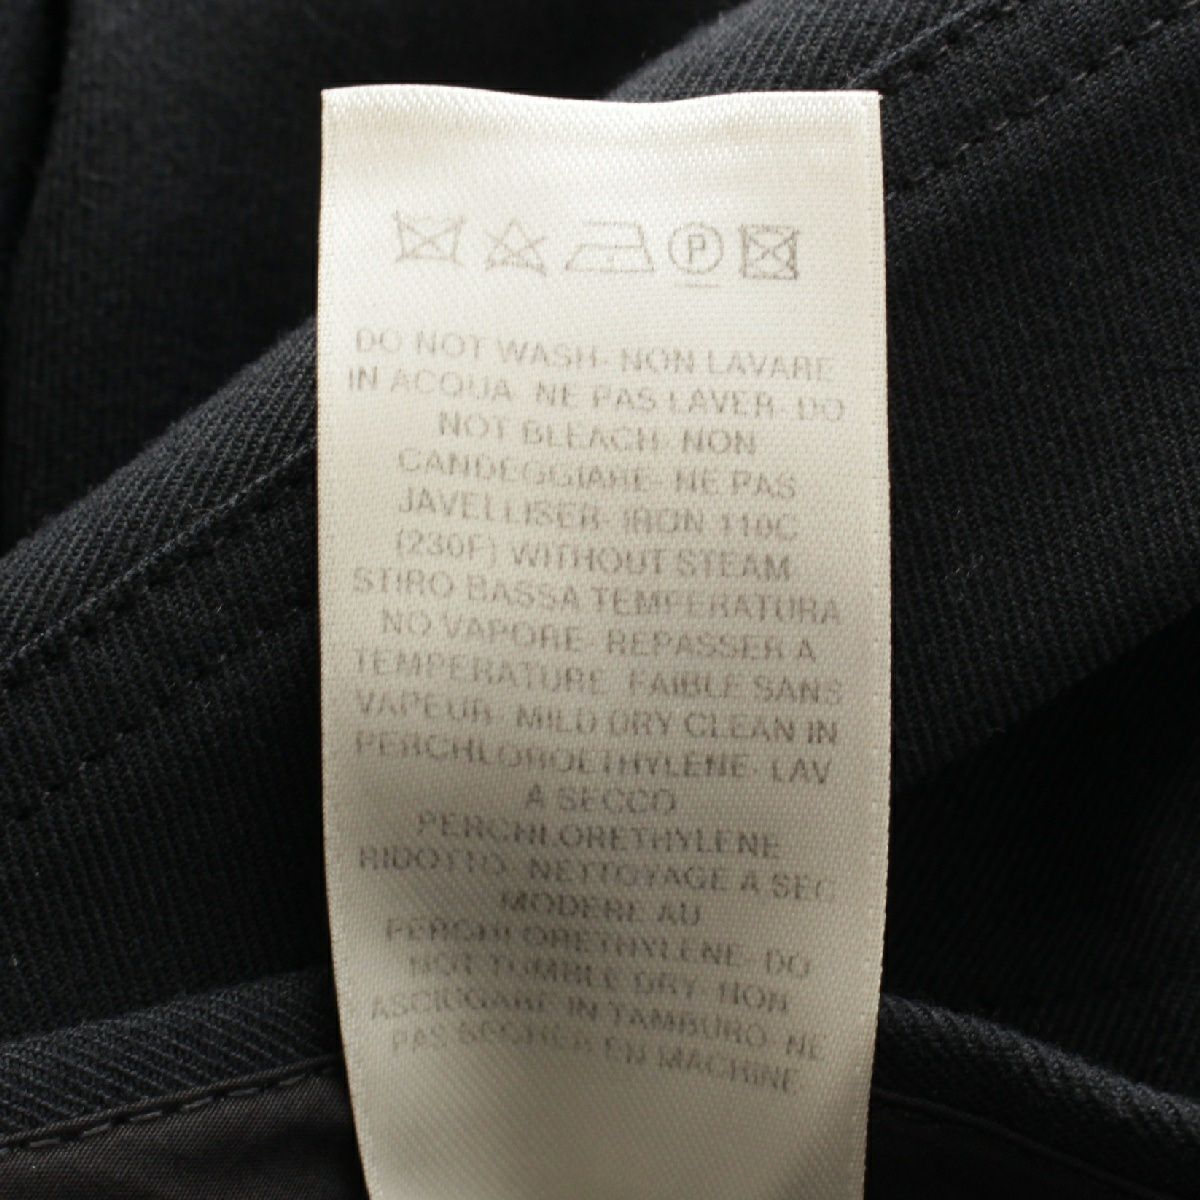 P
DO NOT WASH- NON LAVARE
IN ACQUA- NE PAS LAVER- DO
NOT BLEACH- NON
CANDEGGIARE- NE PAS
JAVELLISER- IRON 110C
(230F) WITHOUT STEAM
STIRO BASSA TEMPERATURA
NO VAPORE- REPASSER A
TEMPERATURE FAIBLE SANS
VAPEUR- MILD DRY CLEAN IN
PERCHLOROETHYLENE- LAV
A SECCO
PERCHLORETHYLENE
RIDOTTO- NETTOYAGE A SEC
MODERE AU
PERCHLORETHYLENE- DO
NOT TUMBLE DRY- NON
ASCIUGARE IN TAMBURO- NE
PAS SECHER EN MACHINE